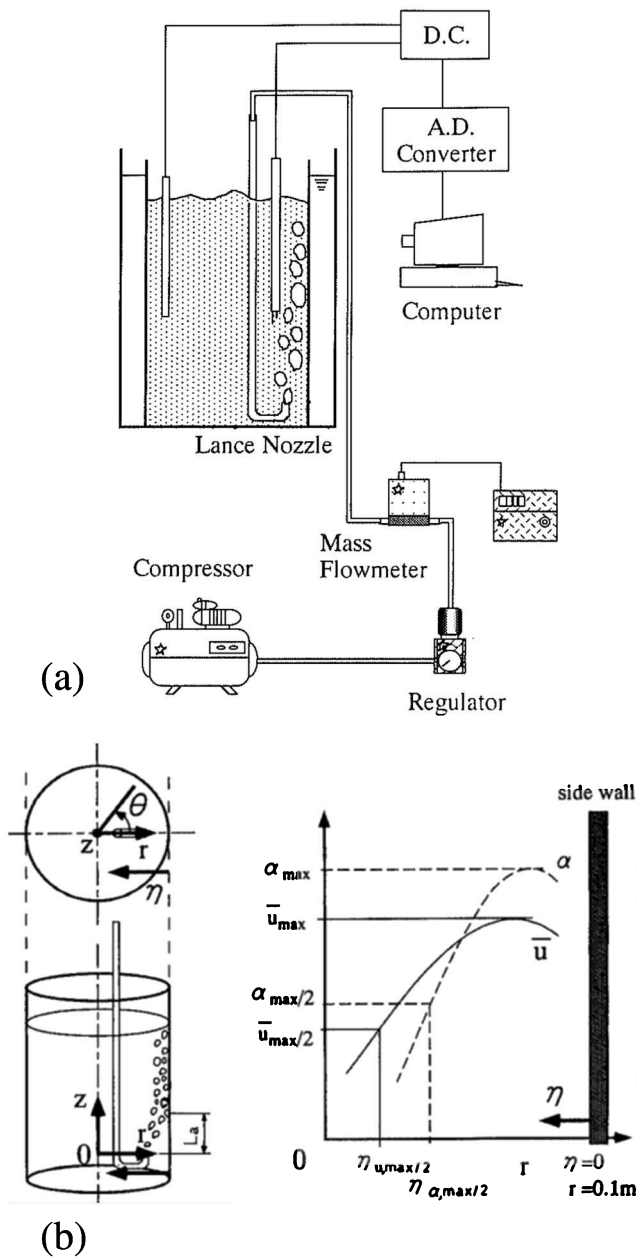 D.C.
A.D.
Converter
Computer
Lance Nozzle
Mass
Flowmeter
Compressor
Regulator
(a)
θ
z
r
η
z
r
0
La
side wall
α max
α
u̅max
u̅
α max/2
u̅max/2
η
0
η u,max/2
r
η=0
η α,max/2
r=0.1m
(b)